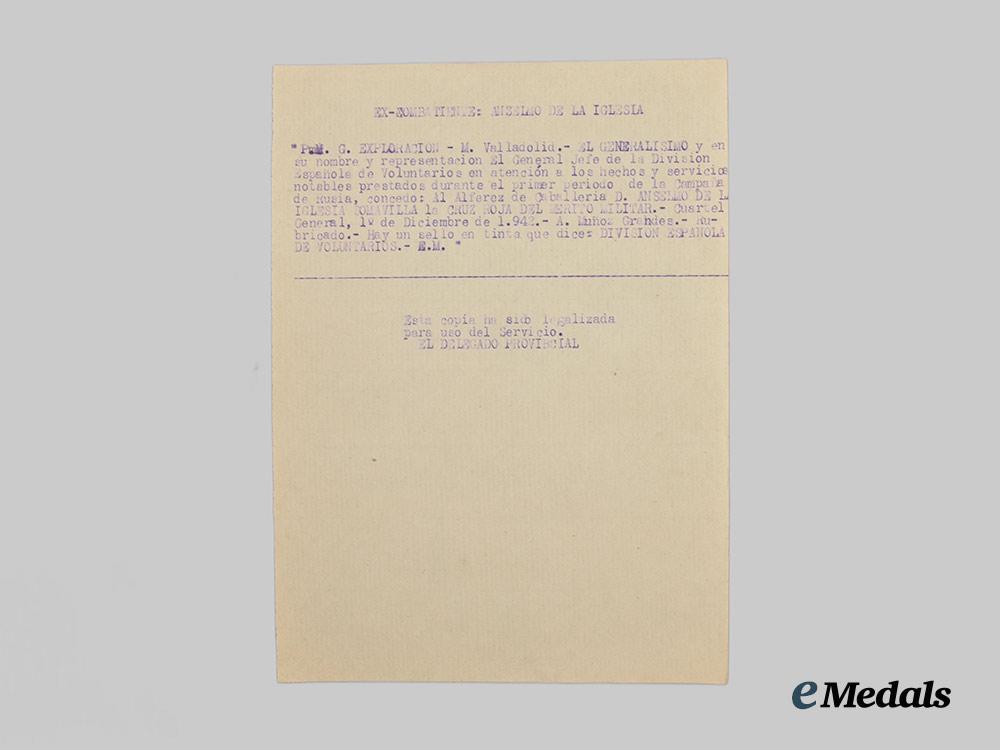 EX-COMBATIENTE: ANSELMO DE LA IGLESIA
"P.M. G. EXPLORACION - M. Valladolid.- EL GENERALISIMO y en
su nombre y representacion El General Jefe de la Division
Española de Voluntarios en atención a los hechos y servicios
notables prestados durante el primer periodo de la Campaña
de Rusia, concedo: Al Alferez de Caballeria D. ANSELMO DE L
IGLESIA SOMAVILLA la CRUZ ROJA DEL MERITO MILITAR.- Cuartel
General, 1º de Diciembre de 1.942.- A. Muñoz Grandes.- Ru-
bricado.- Hay un sello en tinta que dice: DIVISION ESPAÑOLA
DE VOLUNTARIOS.- E.M. "
Esta copia ha sido legalizada
para uso del Servicio.
EL DELEGADO PROVINCIAL
eMedals